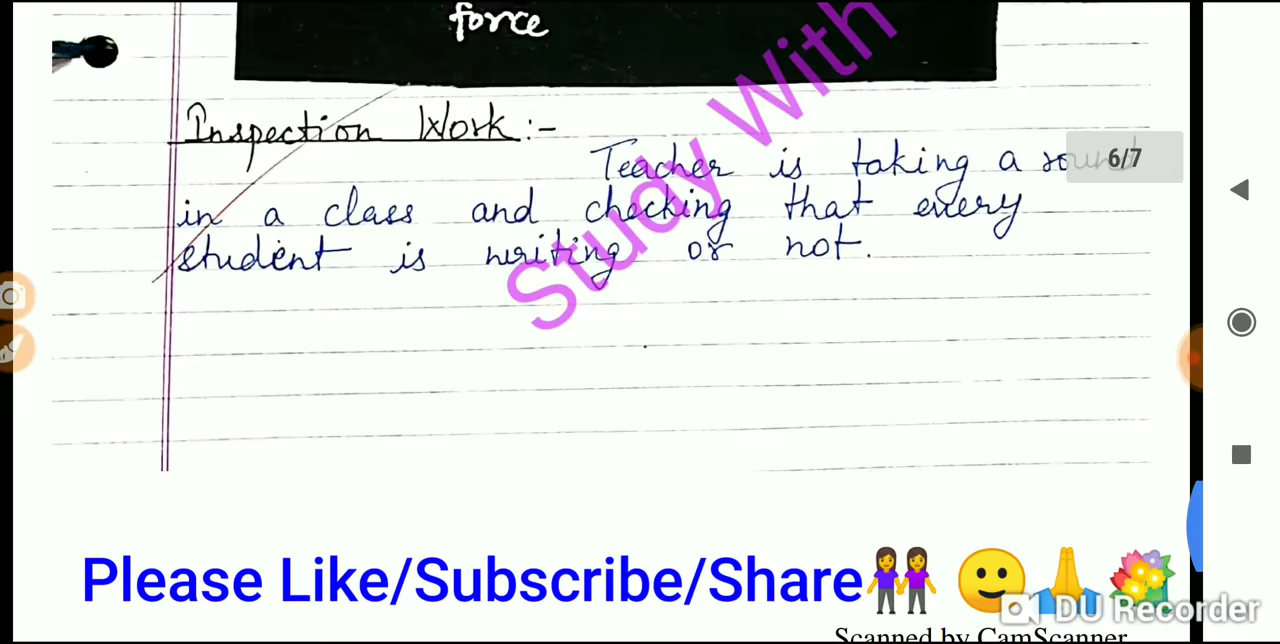 force
Inspection Work :-
Teacher is taking a round
6/7
in a class and checking that every
student is writing or not.
Study With
Please Like/Subscribe/Share
DU Recorder
Scanned by CamScanner